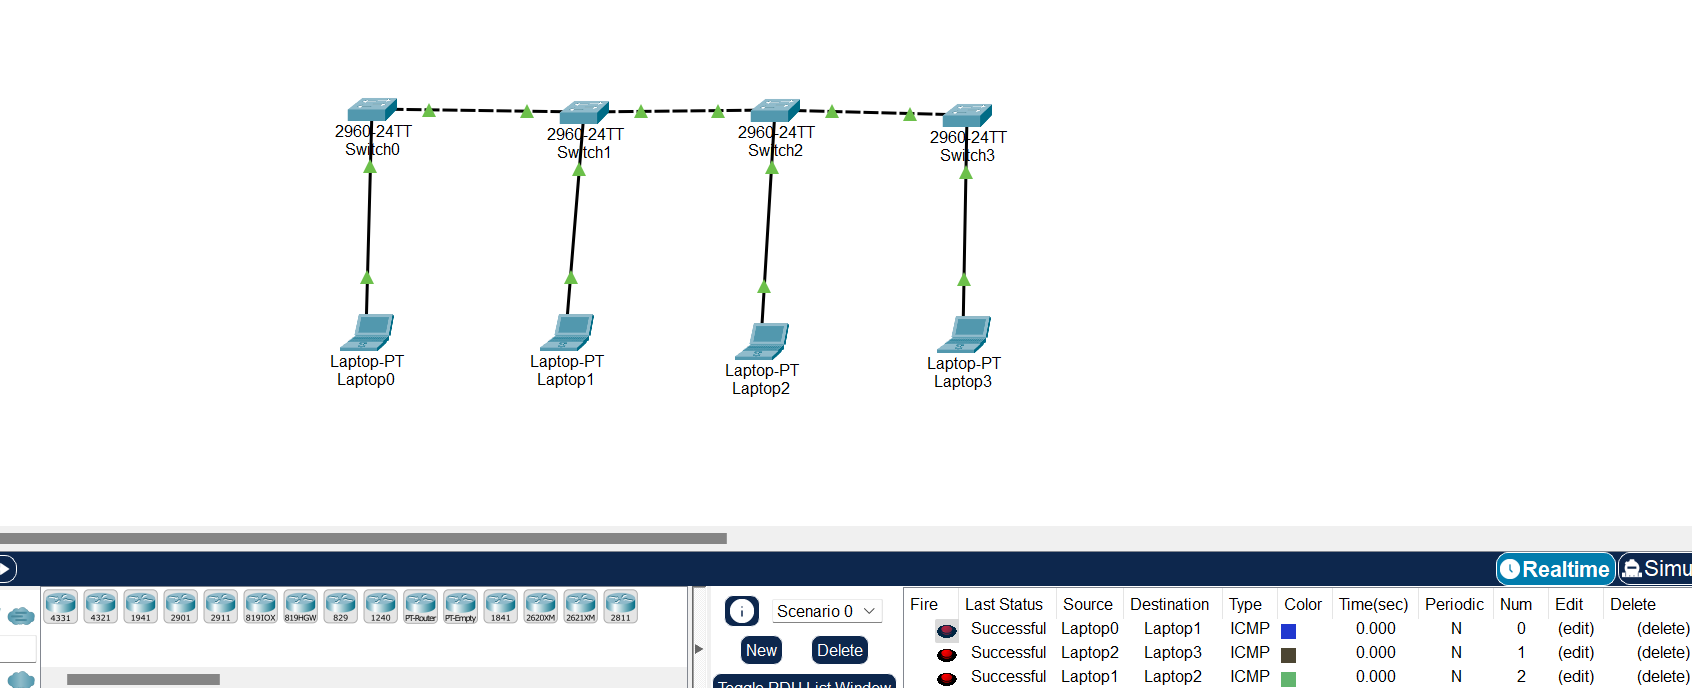 2960-24TT
Switch0
2960-24TT
Switch1
2960-24TT
Switch2
2960-24TT
Switch3
Laptop-PT
Laptop0
Laptop-PT
Laptop1
Laptop-PT
Laptop2
Laptop-PT
Laptop3
Realtime
Simu
4331 4321 1941 2901 2911 819IOX 819HGW 829 1240 PT-Router PT-Empty 1841 2620XM 2621XM 2811
Scenario 0
New Delete
Toggle PDU List Window
Fire Last Status Source Destination Type Color Time(sec) Periodic Num Edit Delete
Successful Laptop0 Laptop1 ICMP 0.000 N 0 (edit) (delete)
Successful Laptop2 Laptop3 ICMP 0.000 N 1 (edit) (delete)
Successful Laptop1 Laptop2 ICMP 0.000 N 2 (edit) (delete)